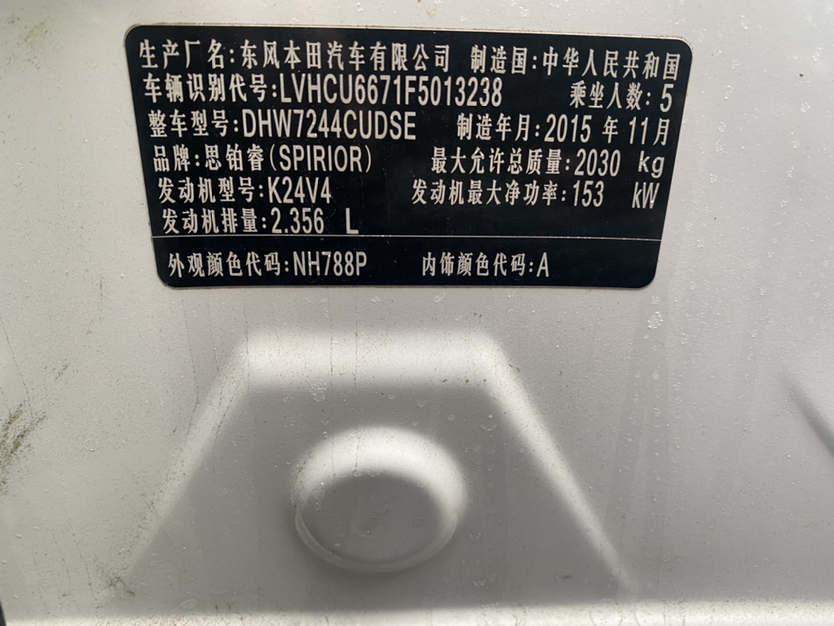 生产厂名:东风本田汽车有限公司 制造国:中华人民共和国
车辆识别代号:LVHCU6671F5013238 乘坐人数:5
整车型号:DHW7244CUDSE 制造年月:2015 年 11 月
品牌:思铂睿(SPIRIOR) 最大允许总质量:2030 kg
发动机型号:K24V4 发动机最大净功率:153 kW
发动机排量:2.356 L
外观颜色代码:NH788P 内饰颜色代码:A